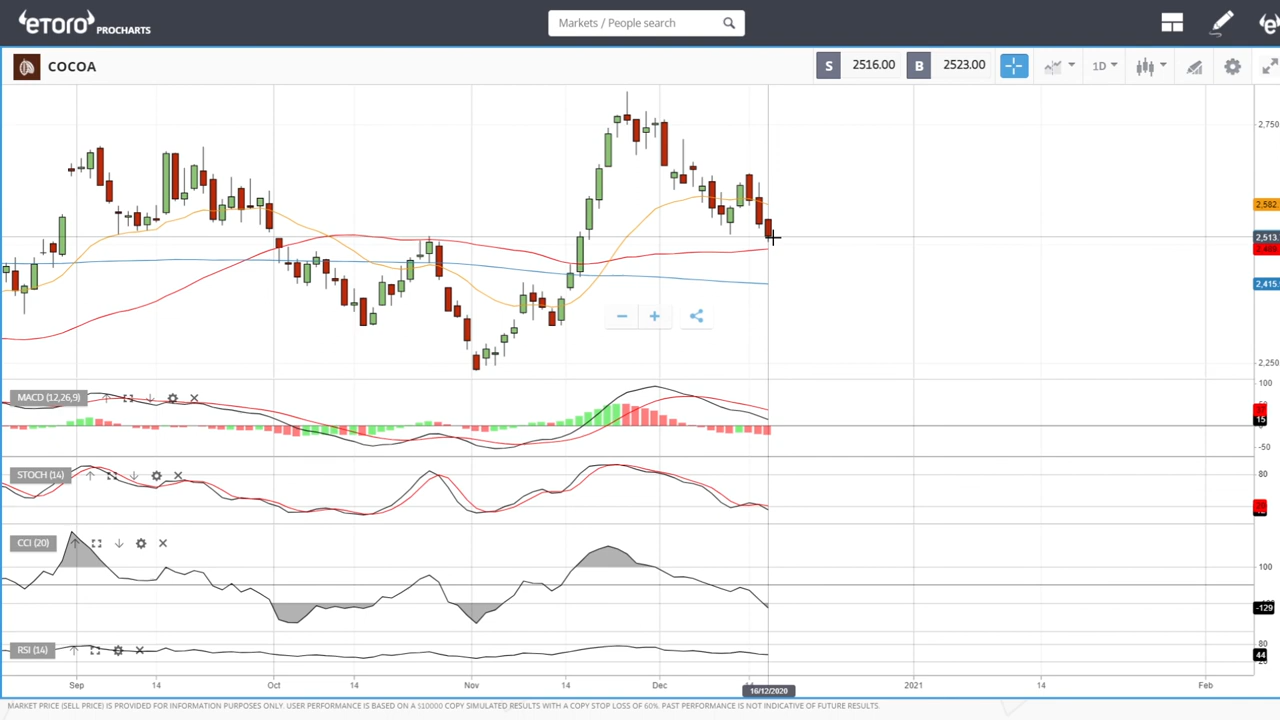 eTORO PROCHARTS
Markets / People search
COCOA
S 2516.00 B 2523.00
1D
2,750
2,582
2,513
2,415.
2,250
MACD (12,26,9)
100
15
-50
STOCH (14)
80
CCI (20)
100
-129
RSI (14)
80
44
20
Sep 14 Oct 14 Nov 14 Dec 2021 14 Feb
16/12/2020
MARKET PRICE (SELL PRICE) IS PROVIDED FOR INFORMATION PURPOSES ONLY. USER PERFORMANCE IS BASED ON A $10000 COPY SIMULATED RESULTS WITH A COPY STOP LOSS OF 60%. PAST PERFORMANCE IS NOT INDICATIVE OF FUTURE RESULTS.